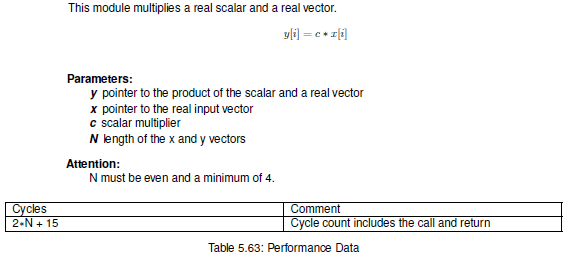 This module multiplies a real scalar and a real vector.
y[i] = c ∗ x[i]
Parameters:
y pointer to the product of the scalar and a real vector
x pointer to the real input vector
c scalar multiplier
N length of the x and y vectors
Attention:
N must be even and a minimum of 4.
Cycles Comment
2∗N + 15 Cycle count includes the call and return
Table 5.63: Performance Data